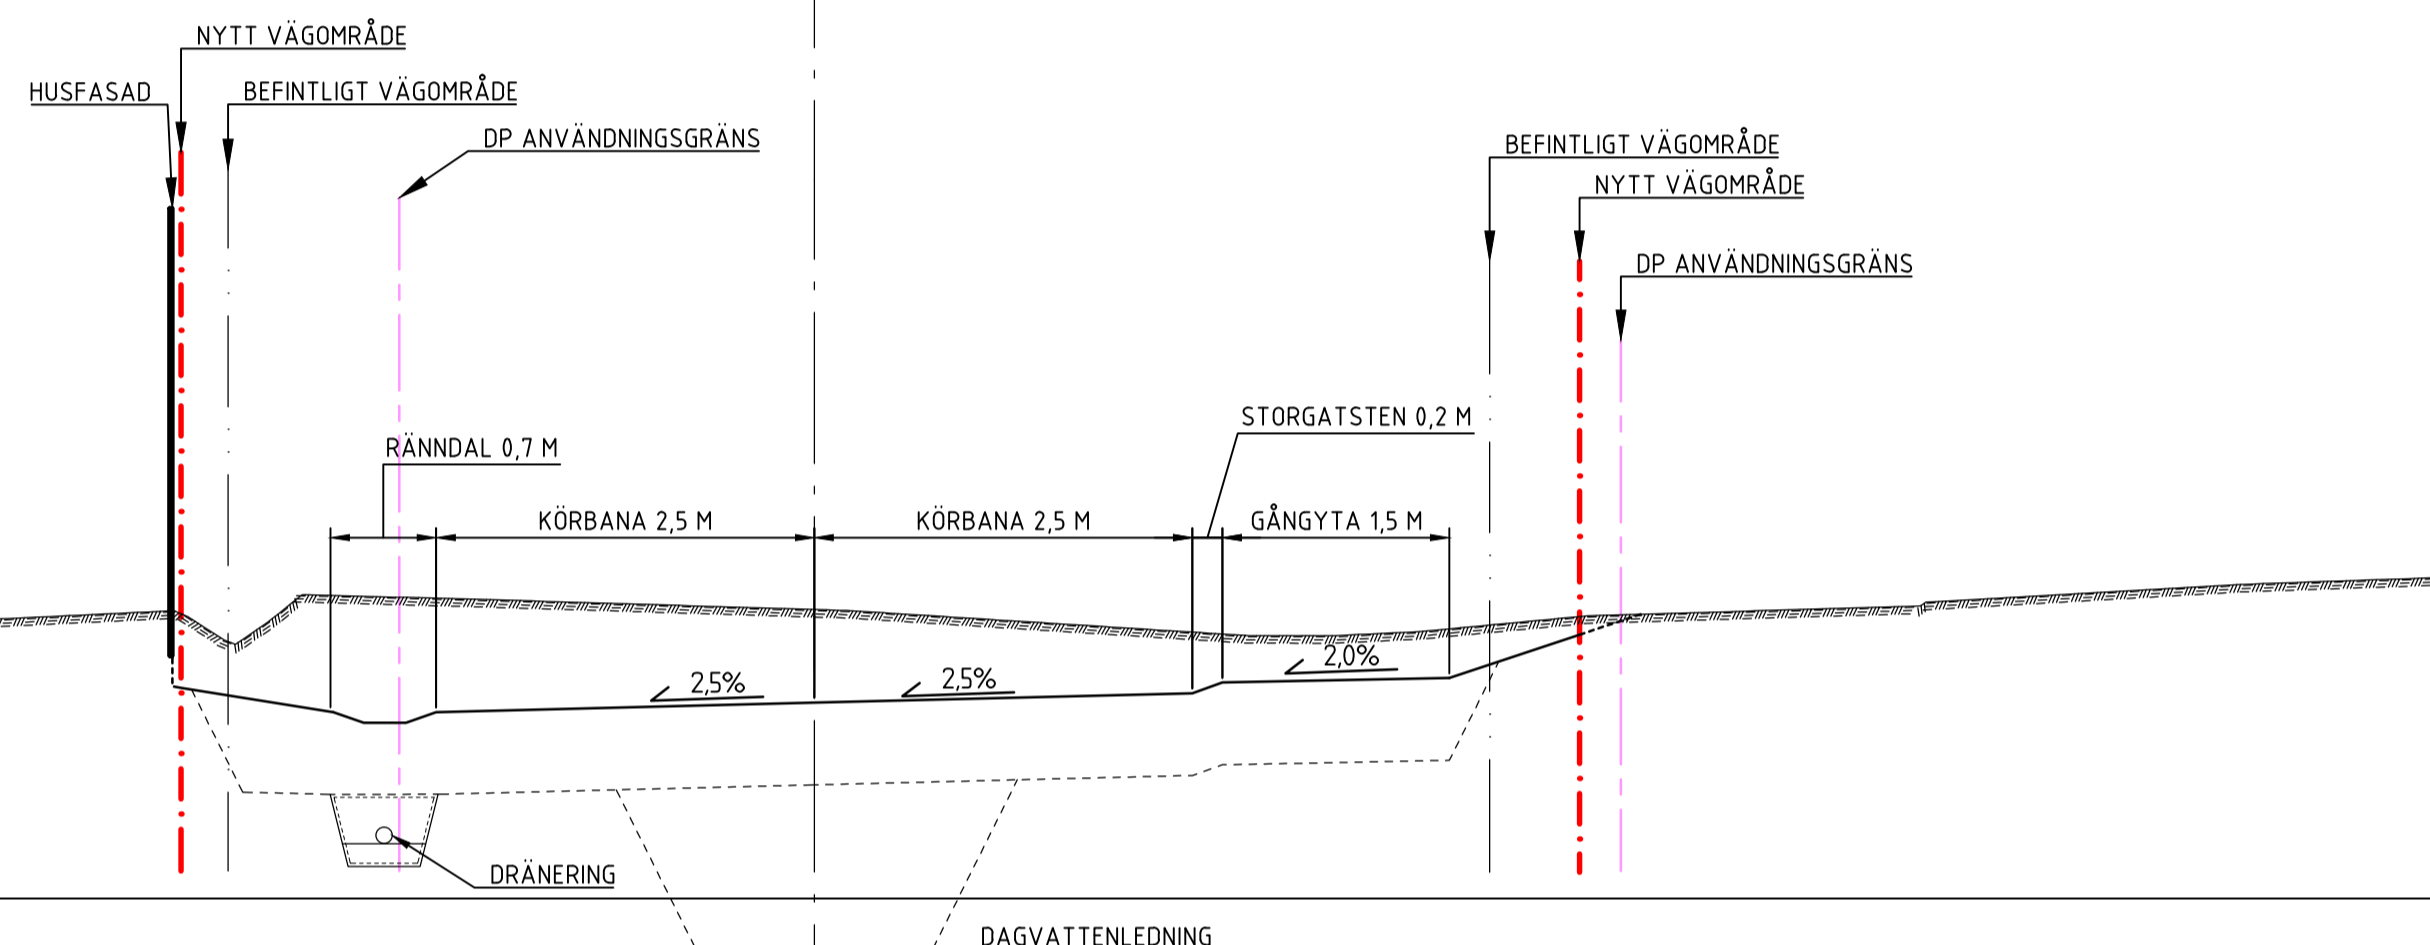 NYTT VÄGOMRÅDE
HUSFASAD
BEFINTLIGT VÄGOMRÅDE
DP ANVÄNDNINGSGRÄNS
BEFINTLIGT VÄGOMRÅDE
NYTT VÄGOMRÅDE
DP ANVÄNDNINGSGRÄNS
STORGATSTEN 0,2 M
RÄNNDAL 0,7 M
KÖRBANA 2,5 M
KÖRBANA 2,5 M
GÅNGYTA 1,5 M
2,5%
2,5%
2,0%
DRÄNERING
DAGVATTENLEDNING